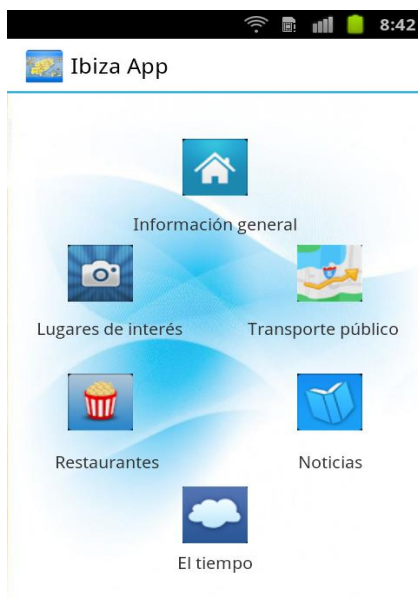 8:42
Ibiza App
Información general
Lugares de interés
Transporte público
Restaurantes
Noticias
El tiempo